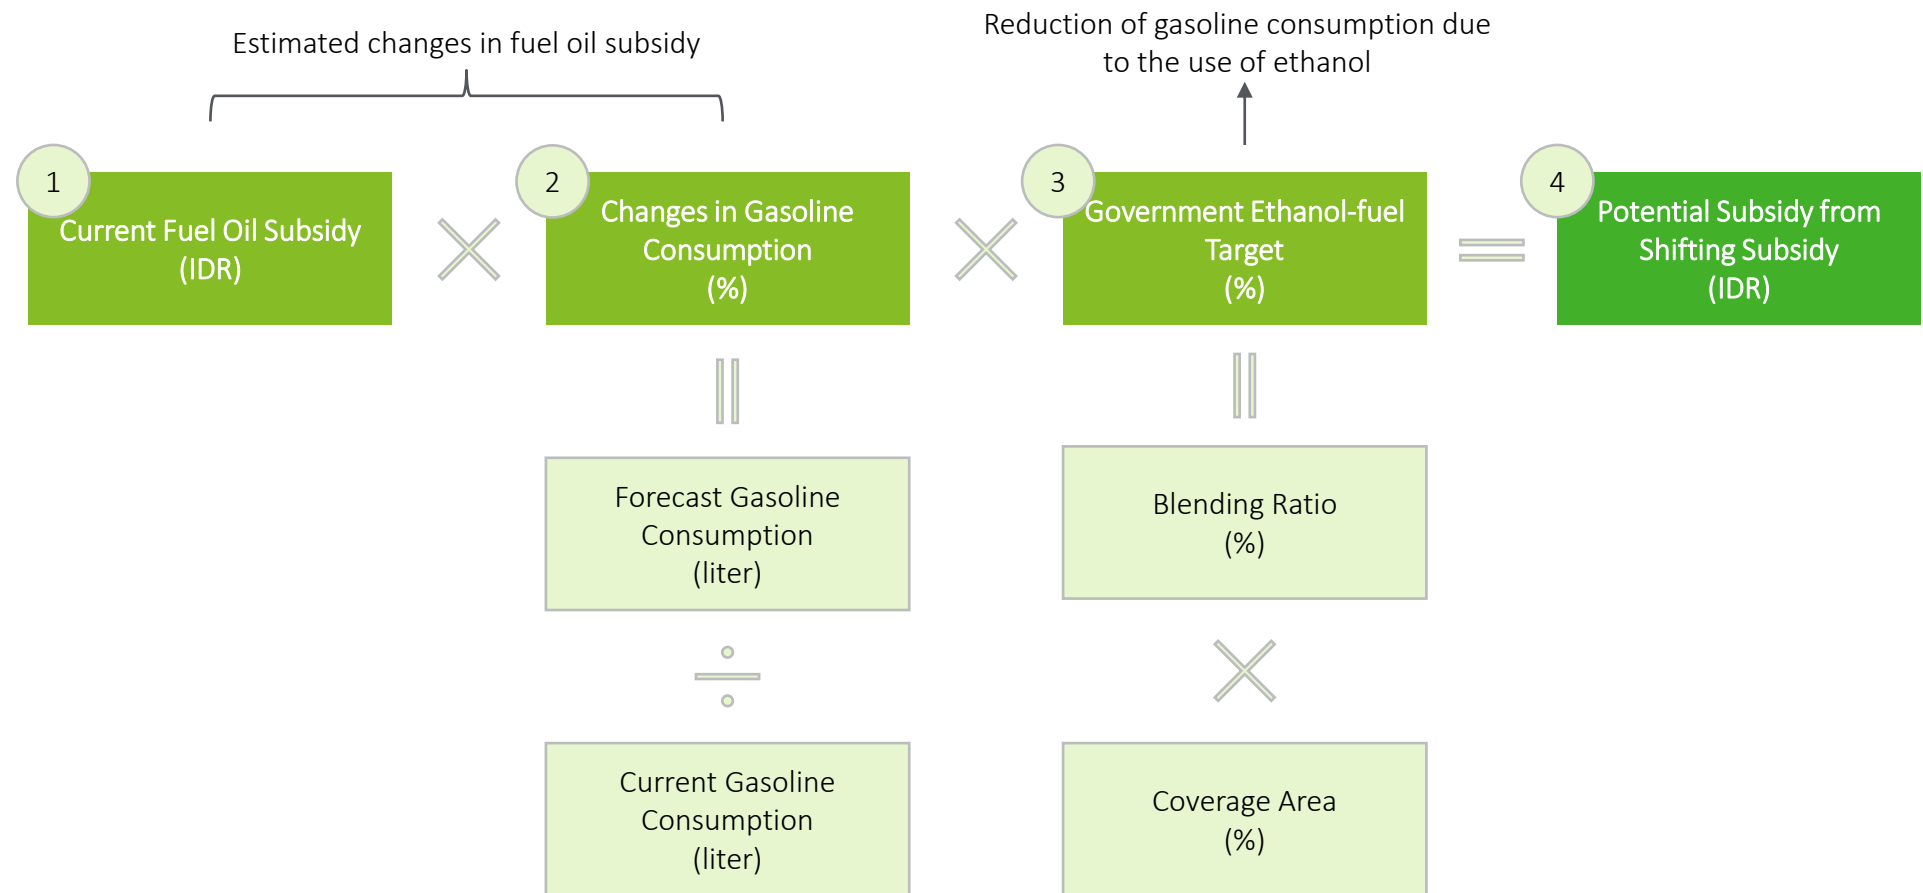 Estimated changes in fuel oil subsidy
Reduction of gasoline consumption due
to the use of ethanol
1
Current Fuel Oil Subsidy
(IDR)
2
Changes in Gasoline
Consumption
(%)
3
Government Ethanol-fuel
Target
(%)
4
Potential Subsidy from
Shifting Subsidy
(IDR)
Forecast Gasoline
Consumption
(liter)
Blending Ratio
(%)
Current Gasoline
Consumption
(liter)
Coverage Area
(%)